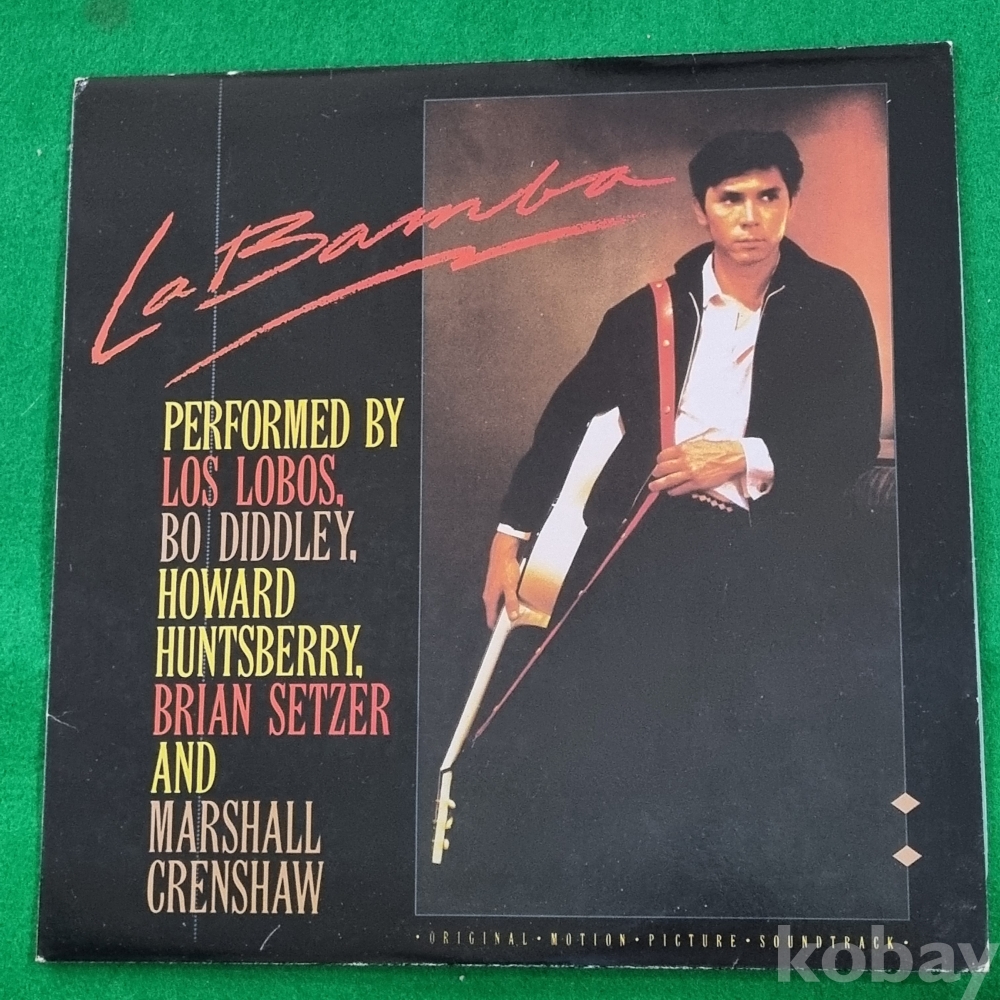 La Bamba
PERFORMED BY
LOS LOBOS,
BO DIDDLEY,
HOWARD
HUNTSBERRY,
BRIAN SETZER
AND
MARSHALL
CRENSHAW
• ORIGINAL • MOTION • PICTURE • SOUNDTRACK •
kobay